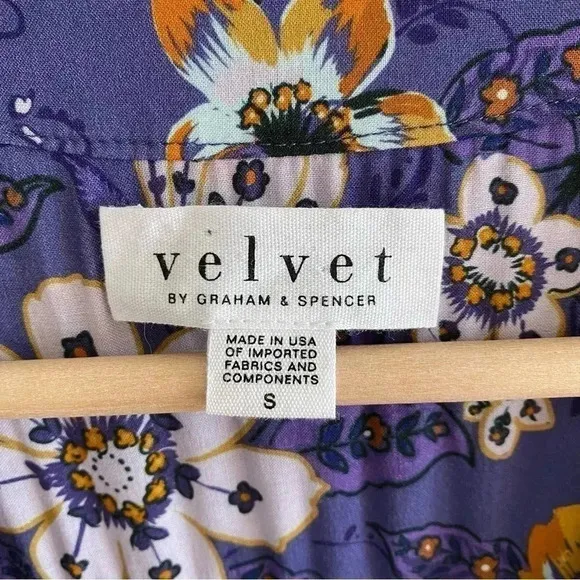 velvet
BY GRAHAM & SPENCER
MADE IN USA
OF IMPORTED
FABRICS AND
COMPONENTS
S